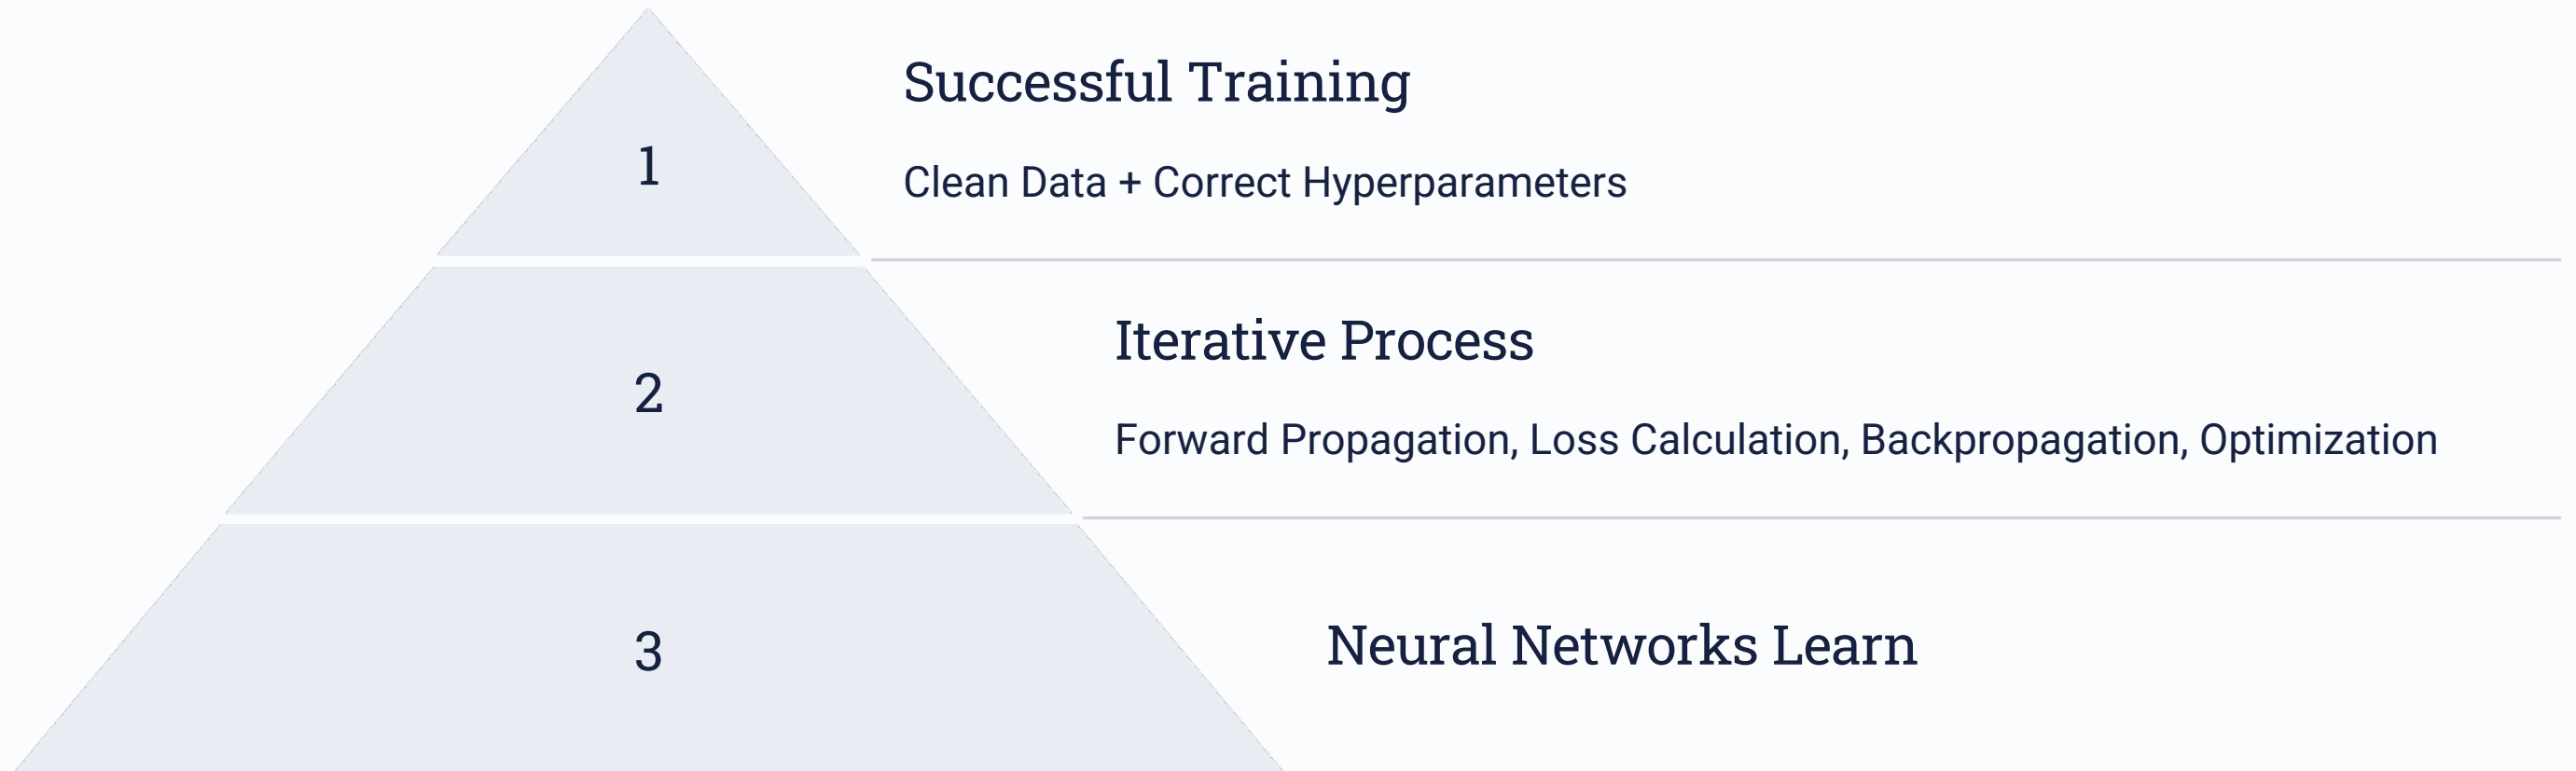 1
Successful Training
Clean Data + Correct Hyperparameters
2
Iterative Process
Forward Propagation, Loss Calculation, Backpropagation, Optimization
3
Neural Networks Learn